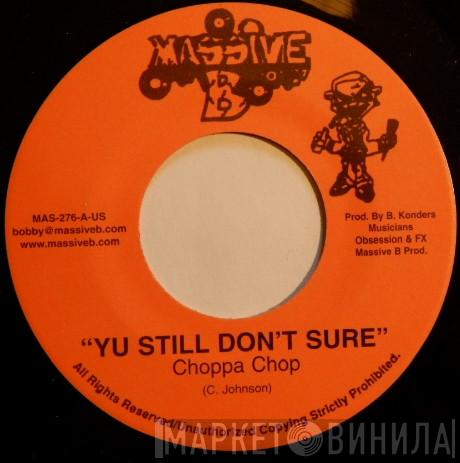 MASSIVE
B
MAS-276-A-US
bobby@massiveb.com
www.massiveb.com
Prod. By B. Konders
Musicians
Obsession & FX
Massive B Prod.
"YU STILL DON'T SURE"
Choppa Chop
(C. Johnson)
All Rights Reserved/Unauthorized Copying Strictly Prohibited.
МАРКЕТ ВИНИЛА